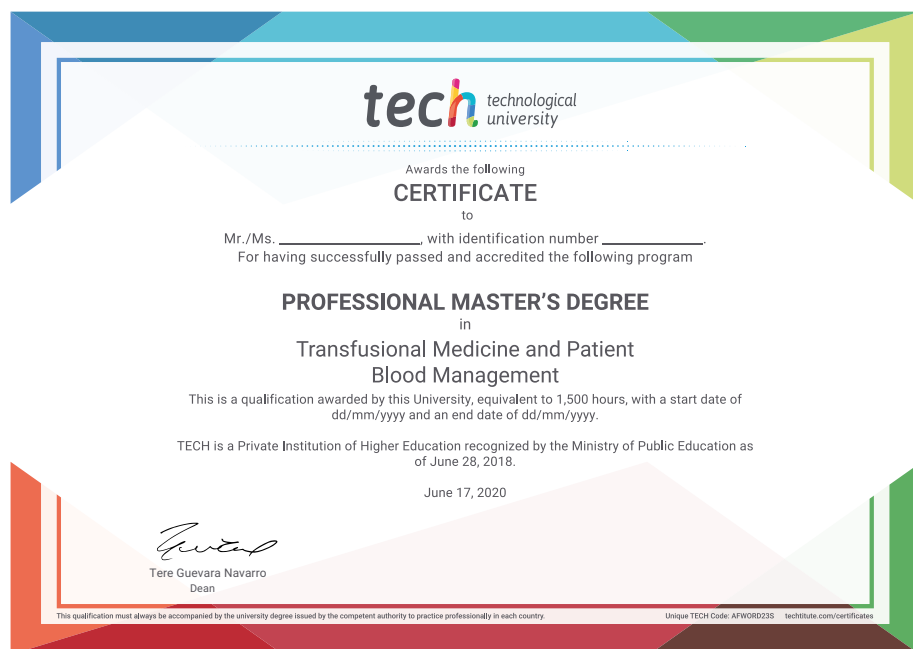 tech technological
university
Awards the following
CERTIFICATE
to
Mr./Ms. ____________________, with identification number ______________.
For having successfully passed and accredited the following program
PROFESSIONAL MASTER'S DEGREE
in
Transfusional Medicine and Patient
Blood Management
This is a qualification awarded by this University, equivalent to 1,500 hours, with a start date of
dd/mm/yyyy and an end date of dd/mm/yyyy.
TECH is a Private Institution of Higher Education recognized by the Ministry of Public Education as
of June 28, 2018.
June 17, 2020
Tere Guevara Navarro
Dean
This qualification must always be accompanied by the university degree issued by the competent authority to practice professionally in each country. Unique TECH Code: AFWORD23S techtitute.com/certificates